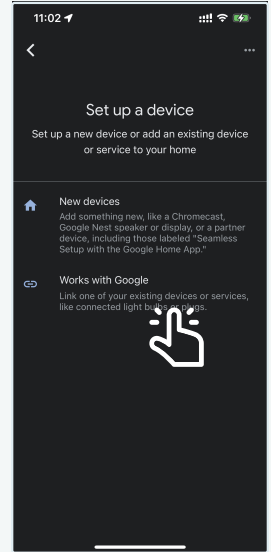 11:02
Set up a device
Set up a new device or add an existing device
or service to your home
New devices
Add something new, like a Chromecast,
Google Nest speaker or display, or a partner
device, including those labeled "Seamless
Setup with the Google Home App."
Works with Google
Link one of your existing devices or services,
like connected light bulbs or plugs.